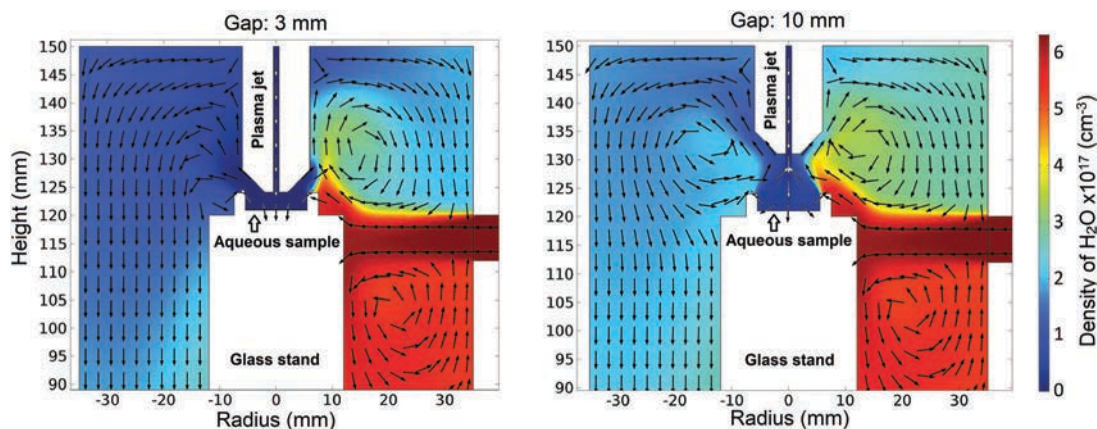 Gap: 3 mm
150
145
140
135
130
125
120
115
110
105
100
95
90
Height (mm)
Plasma jet
Aqueous sample
Glass stand
-30 -20 -10 0 10 20 30
Radius (mm)
Gap: 10 mm
150
145
140
135
130
125
120
115
110
105
100
95
90
Plasma jet
Aqueous sample
Glass stand
-30 -20 -10 0 10 20 30
Radius (mm)
6
5
4
3
2
1
0
Density of H₂O x10¹⁷ (cm⁻³)